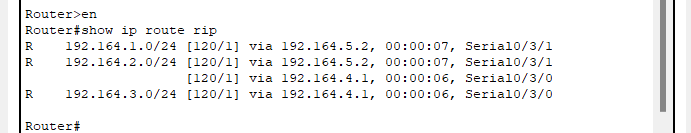 Router>en
Router#show ip route rip
R    192.164.1.0/24 [120/1] via 192.164.5.2, 00:00:07, Serial0/3/1
R    192.164.2.0/24 [120/1] via 192.164.5.2, 00:00:07, Serial0/3/1
                    [120/1] via 192.164.4.1, 00:00:06, Serial0/3/0
R    192.164.3.0/24 [120/1] via 192.164.4.1, 00:00:06, Serial0/3/0
Router#